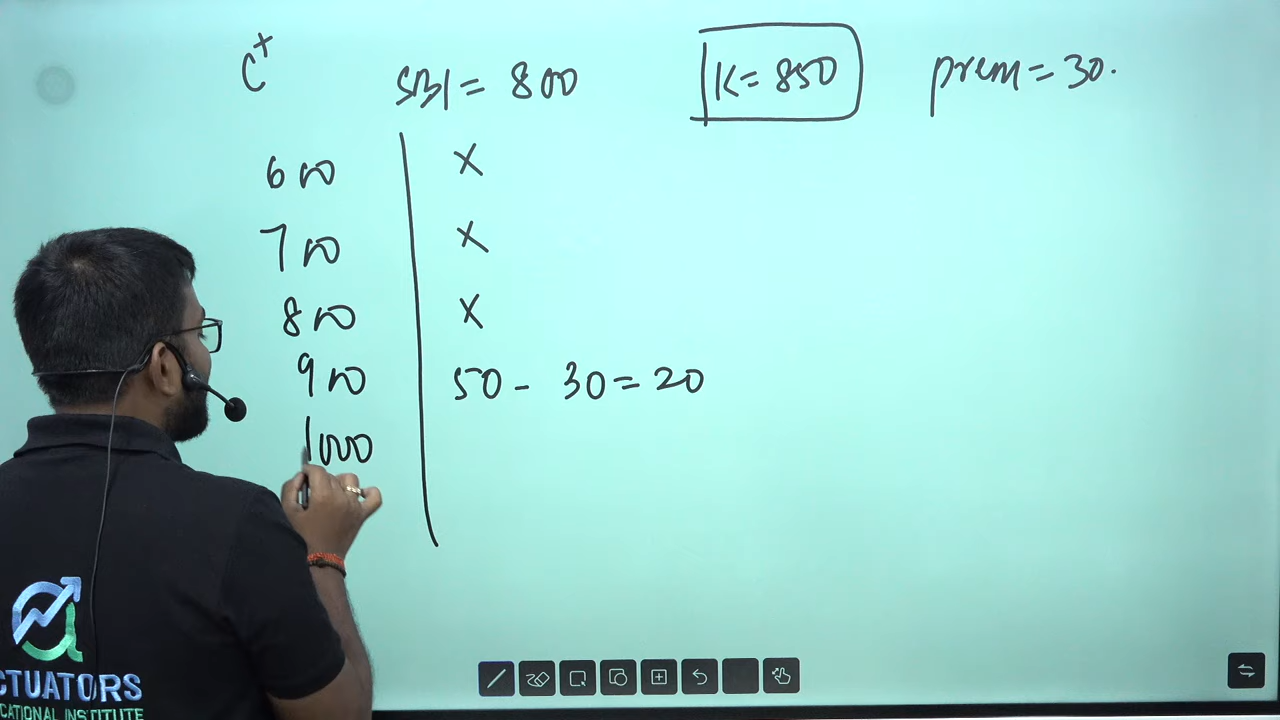 C+ SBI = 800 K = 850 prem = 30.
600 x
700 x
800 x
900 50 - 30 = 20
1000
CTUATORS
CATIONAL INSTITUTE